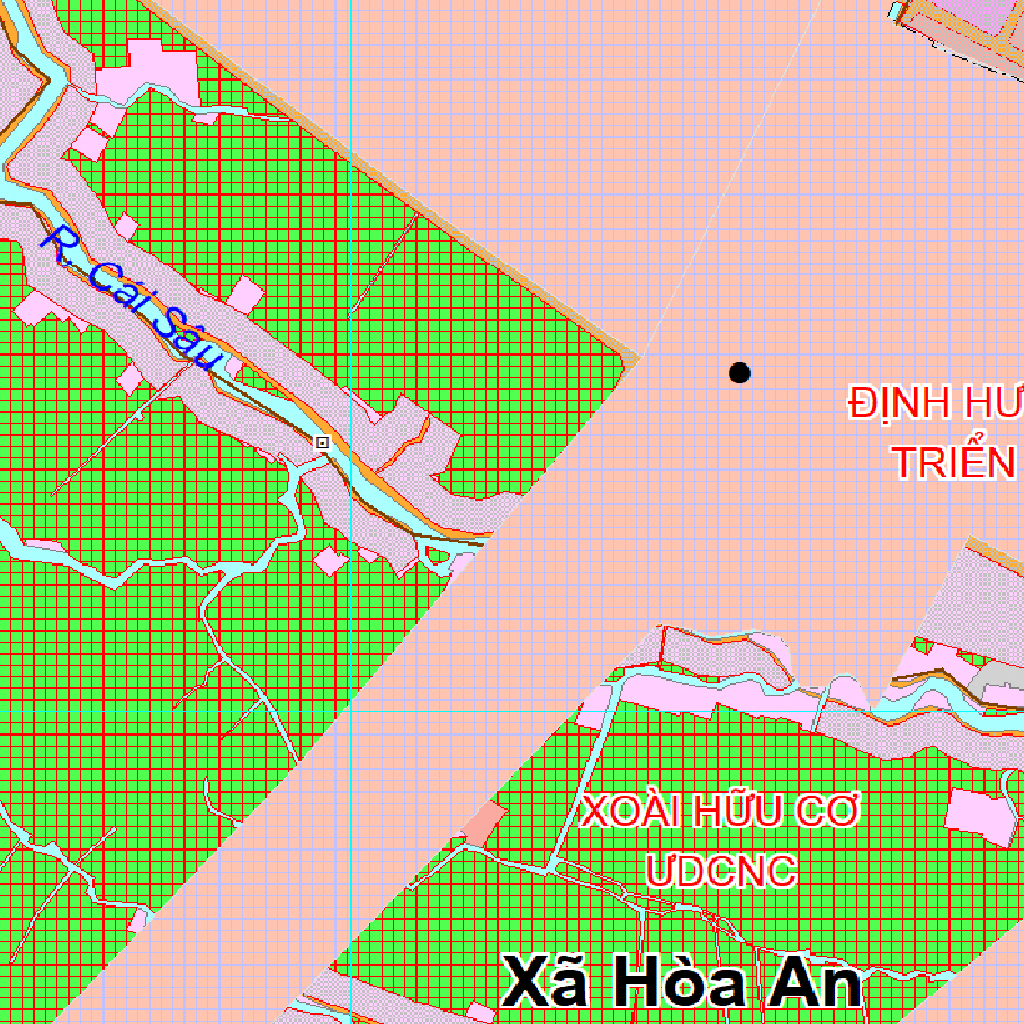 R. Cái Sâu
ĐỊNH HƯ
TRIỂN
XOÀI HỮU CƠ
ƯDCNC
Xã Hòa An